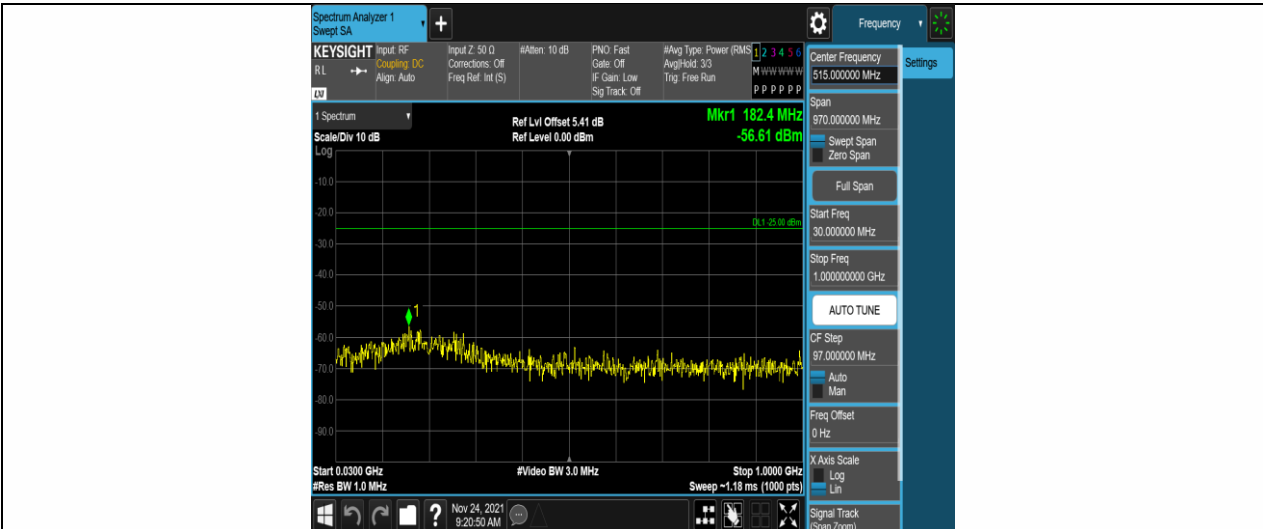 Spectrum Analyzer 1
Swept SA
Frequency
KEYSIGHT
RL
LXI
Input: RF
Coupling: DC
Align: Auto
Input Z: 50 Ω
Corrections: Off
Freq Ref: Int (S)
#Atten: 10 dB
PNO: Fast
Gate: Off
IF Gain: Low
Sig Track: Off
#Avg Type: Power (RMS
Avg|Hold: 3/3
Trig: Free Run
1 2 3 4 5 6
M W W W W W
P P P P P P
1 Spectrum
Scale/Div 10 dB
Ref Lvl Offset 5.41 dB
Ref Level 0.00 dBm
Mkr1 182.4 MHz
-56.61 dBm
Log
-10.0
-20.0
DL1 -25.00 dBm
-30.0
-40.0
-50.0
1
-60.0
-70.0
-80.0
-90.0
Start 0.0300 GHz
#Res BW 1.0 MHz
#Video BW 3.0 MHz
Stop 1.0000 GHz
Sweep ~1.18 ms (1000 pts)
Nov 24, 2021
9:20:50 AM
Center Frequency
515.000000 MHz
Settings
Span
970.000000 MHz
Swept Span
Zero Span
Full Span
Start Freq
30.000000 MHz
Stop Freq
1.000000000 GHz
AUTO TUNE
CF Step
97.000000 MHz
Auto
Man
Freq Offset
0 Hz
X Axis Scale
Log
Lin
Signal Track
(Span Zoom)